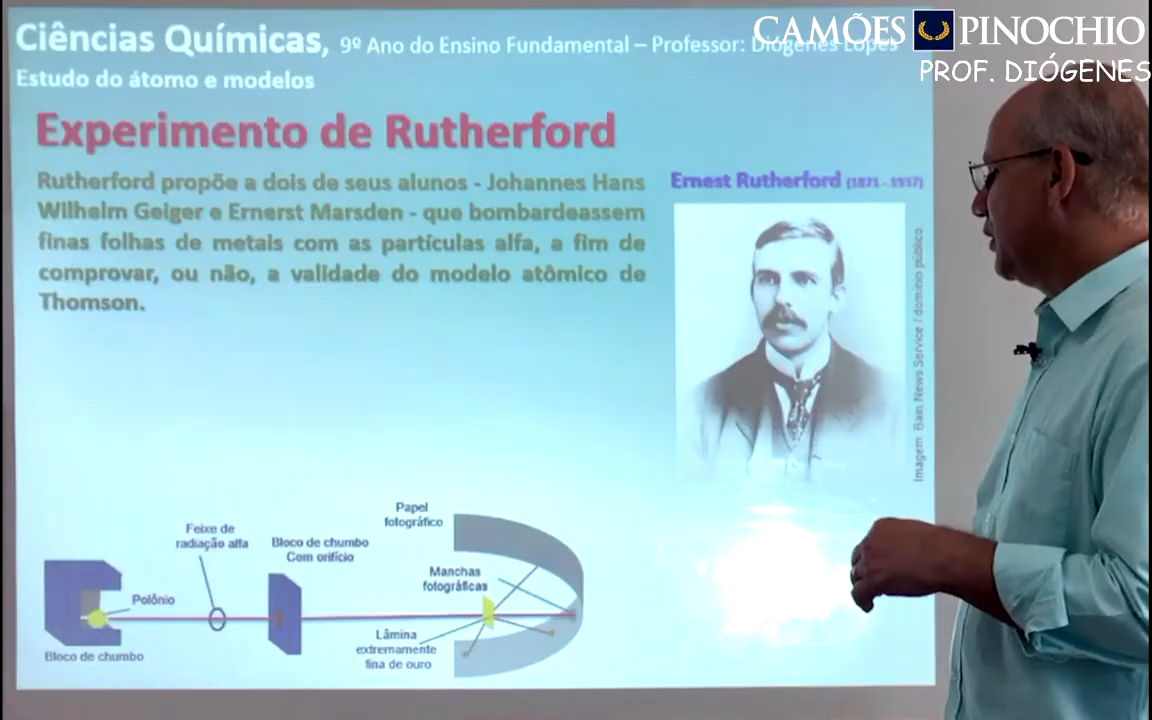 CAMÕES PINOCHIO
PROF. DIÓGENES
Ciências Químicas, 9º Ano do Ensino Fundamental – Professor: Diógenes Lopes
Estudo do átomo e modelos
Experimento de Rutherford
Rutherford propõe a dois de seus alunos - Johannes Hans
Wilhelm Geiger e Ernerst Marsden - que bombardeassem
finas folhas de metais com as partículas alfa, a fim de
comprovar, ou não, a validade do modelo atômico de
Thomson.
Ernest Rutherford (1871 - 1937)
Imagem: Bain News Service / domínio público
Papel
fotográfico
Feixe de
radiação alfa
Bloco de chumbo
Com orifício
Manchas
fotográficas
Polônio
Lâmina
extremamente
fina de ouro
Bloco de chumbo